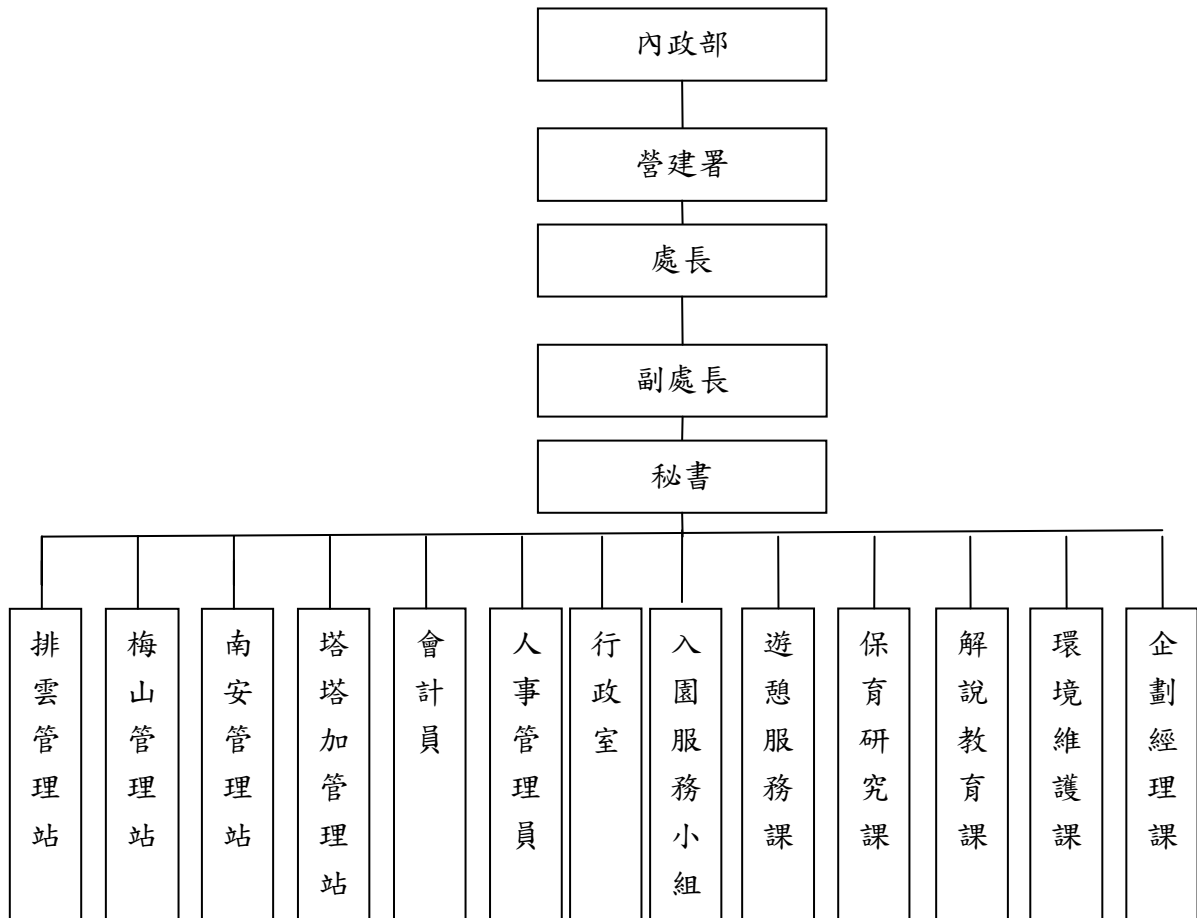 內政部
營建署
處長
副處長
秘書
排雲管理站
梅山管理站
南安管理站
塔塔加管理站
會計員
人事管理員
行政室
入園服務小組
遊憩服務課
保育研究課
解說教育課
環境維護課
企劃經理課